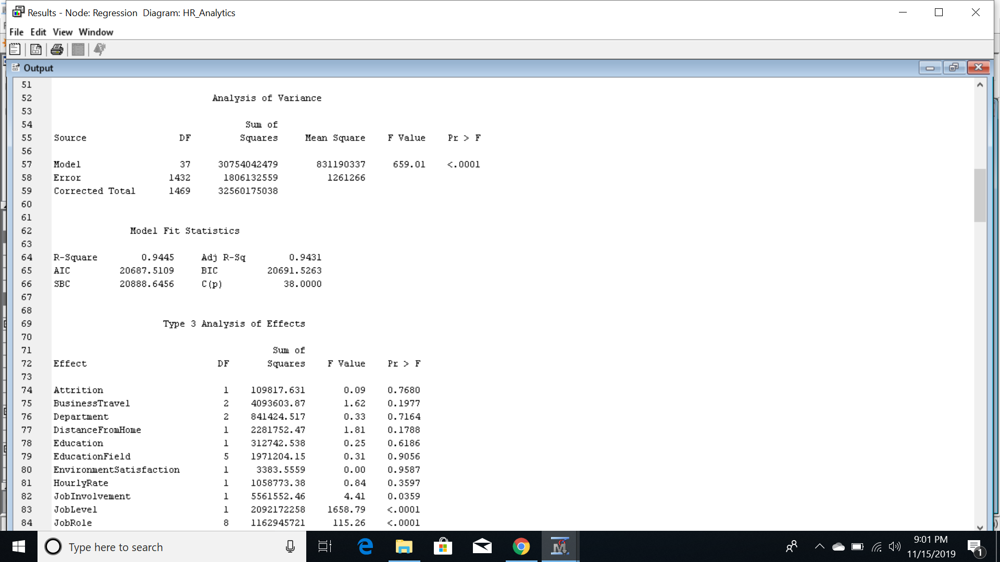 Results - Node: Regression  Diagram: HR_Analytics
File Edit View Window
Output
51
52 Analysis of Variance
53
54 Sum of
55 Source DF Squares Mean Square F Value Pr > F
56
57 Model 37 30754042479 831190337 659.01 <.0001
58 Error 1432 1806132559 1261266
59 Corrected Total 1469 32560175038
60
61
62 Model Fit Statistics
63
64 R-Square 0.9445 Adj R-Sq 0.9431
65 AIC 20687.5109 BIC 20691.5263
66 SBC 20888.6456 C(p) 38.0000
67
68
69 Type 3 Analysis of Effects
70
71 Sum of
72 Effect DF Squares F Value Pr > F
73
74 Attrition 1 109817.631 0.09 0.7680
75 BusinessTravel 2 4093603.87 1.62 0.1977
76 Department 2 841424.517 0.33 0.7164
77 DistanceFromHome 1 2281752.47 1.81 0.1788
78 Education 1 312742.538 0.25 0.6186
79 EducationField 5 1971204.15 0.31 0.9056
80 EnvironmentSatisfaction 1 3383.5559 0.00 0.9587
81 HourlyRate 1 1058773.38 0.84 0.3597
82 JobInvolvement 1 5561552.46 4.41 0.0359
83 JobLevel 1 2092172258 1658.79 <.0001
84 JobRole 8 1162945721 115.26 <.0001
Type here to search
9:01 PM
11/15/2019
1